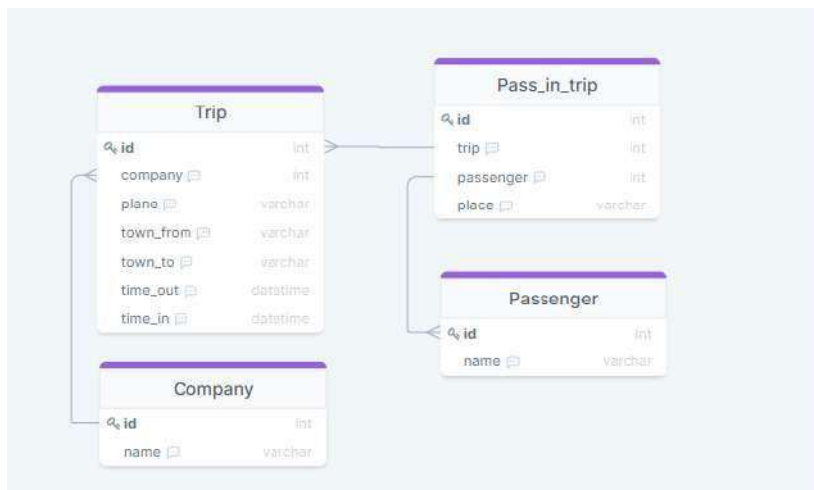 Trip
id int
company int
plane varchar
town_from varchar
town_to varchar
time_out datetime
time_in datetime
Pass_in_trip
id int
trip int
passenger int
place varchar
Passenger
id int
name varchar
Company
id int
name varchar